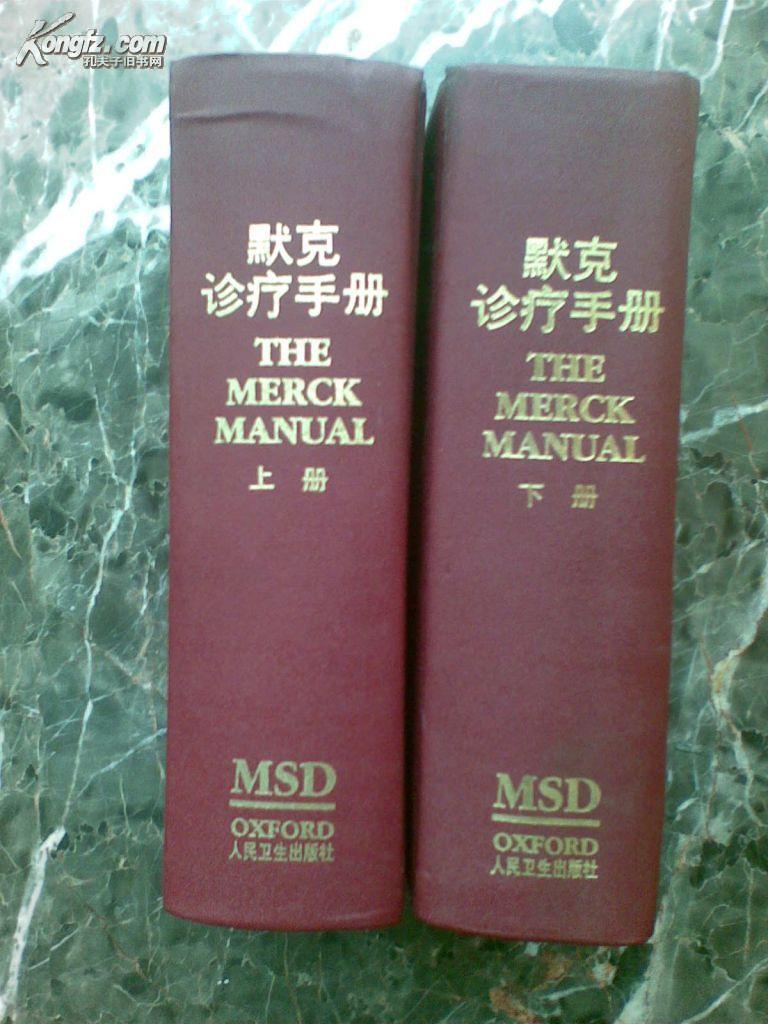 Kongfz.com
孔夫子旧书网
默克
诊疗手册
THE
MERCK
MANUAL
上册
MSD
OXFORD
人民卫生出版社
默克
诊疗手册
THE
MERCK
MANUAL
下册
MSD
OXFORD
人民卫生出版社